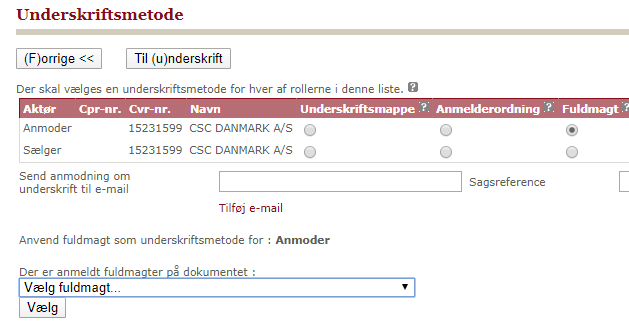 Underskriftsmetode
(F)orrige << Til (u)nderskrift
Der skal vælges en underskriftsmetode for hver af rollerne i denne liste. ?
Aktør Cpr-nr. Cvr-nr. Navn Underskriftsmappe ? Anmelderordning ? Fuldmagt ?
Anmoder 15231599 CSC DANMARK A/S
Sælger 15231599 CSC DANMARK A/S
Send anmodning om
underskrift til e-mail
Sagsreference
Tilføj e-mail
Anvend fuldmagt som underskriftsmetode for : Anmoder
Der er anmeldt fuldmagter på dokumentet :
Vælg fuldmagt...
Vælg